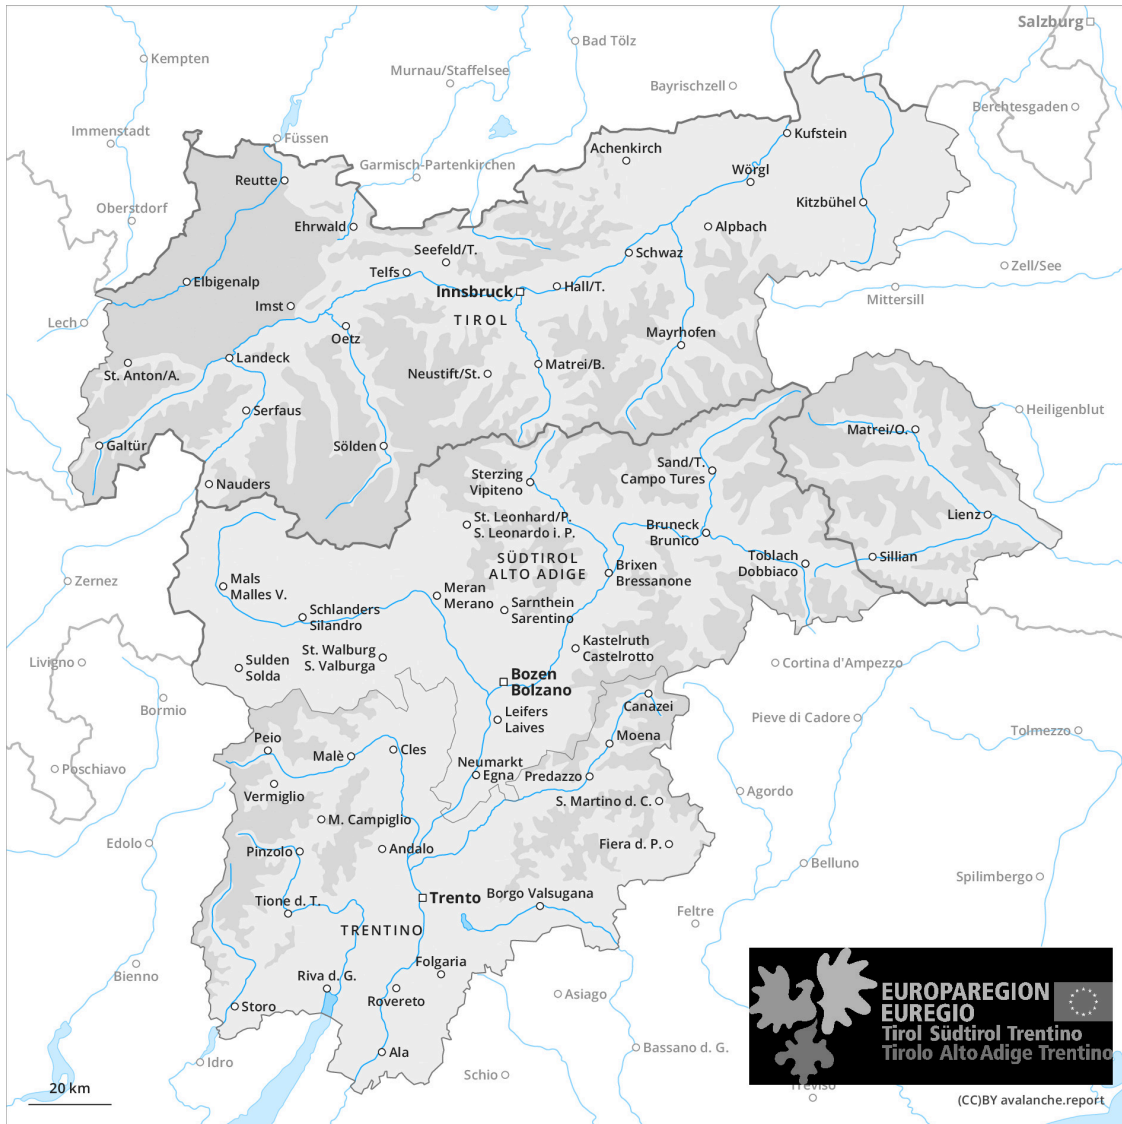 Salzburg
Bad Tölz
Kempten
Murnau/Staffelsee
Bayrischzell
Berchtesgaden
Immenstadt
Füssen
Kufstein
Achenkirch
Garmisch-Partenkirchen
Wörgl
Reutte
Kitzbühel
Oberstdorf
Ehrwald
Alpbach
Seefeld/T.
Schwaz
Telfs
Zell/See
Elbigenalp
Innsbruck
Hall/T.
Mittersill
Imst
TIROL
Lech
Oetz
Mayrhofen
Landeck
Matrei/B.
St. Anton/A.
Neustift/St.
Serfaus
Heiligenblut
Matrei/O.
Galtür
Sölden
Sand/T.
Campo Tures
Sterzing
Vipiteno
Nauders
Lienz
St. Leonhard/P.
S. Leonardo i. P.
Bruneck
Brunico
SÜDTIROL
ALTO ADIGE
Toblach
Dobbiaco
Sillian
Brixen
Bressanone
Zernez
Mals
Malles V.
Meran
Merano
Sarnthein
Sarentino
Schlanders
Silandro
Kastelruth
Castelrotto
St. Walburg
S. Valburga
Livigno
Sulden
Solda
Cortina d'Ampezzo
Bozen
Bolzano
Bormio
Canazei
Leifers
Laives
Pieve di Cadore
Tolmezzo
Peio
Moena
Malè
Cles
Neumarkt
Egna
Predazzo
Poschiavo
Vermiglio
Agordo
S. Martino d. C.
M. Campiglio
Edolo
Pinzolo
Andalo
Fiera d. P.
Belluno
Spilimbergo
Borgo Valsugana
Tione d. T.
Trento
Feltre
TRENTINO
Folgaria
Bienno
Riva d. G.
Rovereto
Asiago
Storo
EUROPAREGION
EUREGIO
Tirol Südtirol Trentino
Tirolo Alto Adige Trentino
Ala
Idro
Bassano d. G.
Schio
Treviso
20 km
(CC)BY avalanche.report